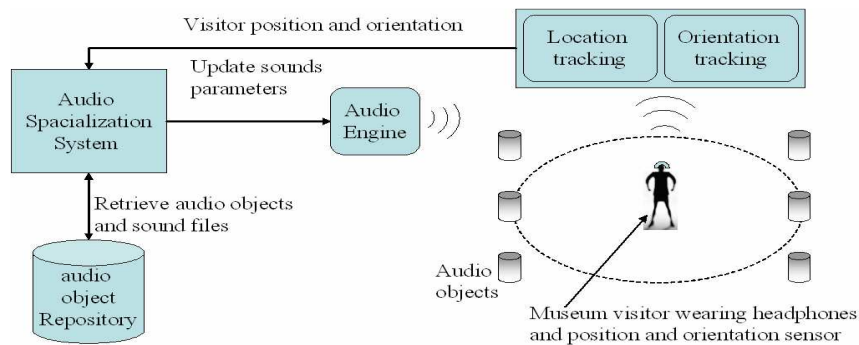 Visitor position and orientation
Location
tracking
Orientation
tracking
Update sounds
parameters
Audio
Spacialization
System
Audio
Engine
Retrieve audio objects
and sound files
audio
object
Repository
Audio
objects
Museum visitor wearing headphones
and position and orientation sensor